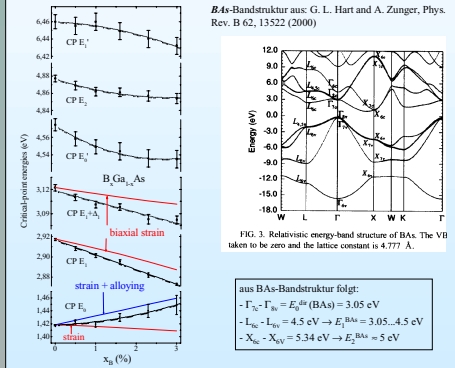 BAs-Bandstruktur aus: G. L. Hart and A. Zunger, Phys.
Rev. B 62, 13522 (2000)
Critical-point energies (eV)
6,46
6,44
6,42
CP E1'
4,88
4,86
4,84
CP E2
4,56
4,54
CP E0'
BxGa1-xAs
3,12
3,09
CP E1+Δ1
biaxial strain
2,92
2,90
2,88
CP E1
strain + alloying
1,46
1,44
1,42
1,40
CP E0
strain
0 1 2 3
xB (%)
Energy (eV)
12.0
9.0
6.0
3.0
0.0
-3.0
-6.0
-9.0
-12.0
-15.0
-18.0
W L Γ X W K Γ
FIG. 3. Relativistic energy-band structure of BAs. The VB
taken to be zero and the lattice constant is 4.777 Å.
aus BAs-Bandstruktur folgt:
- Γ7c - Γ8v = E0dir (BAs) = 3.05 eV
- L6c - L6v = 4.5 eV → E1BAs = 3.05...4.5 eV
- X6c - X6V = 5.34 eV → E2BAs ≈ 5 eV